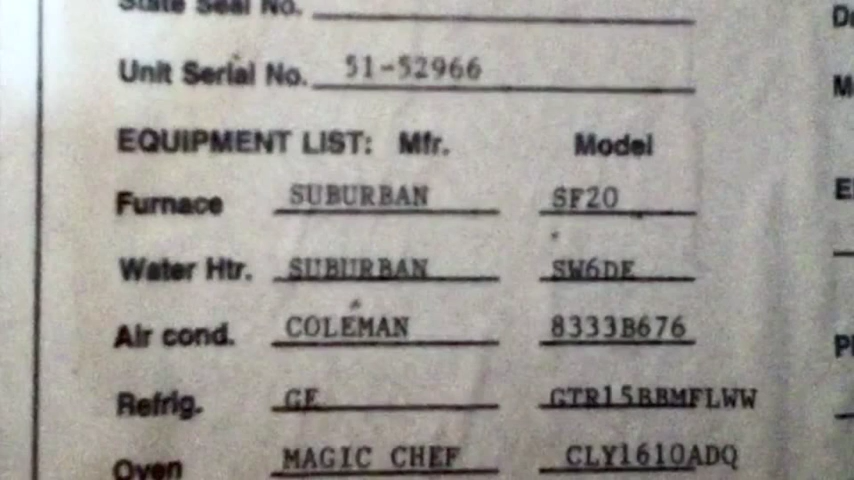 State Seal No.
Unit Serial No. 51-52966
EQUIPMENT LIST: Mfr. Model
Furnace SUBURBAN SF20
Water Htr. SUBURBAN SW6DE
Air cond. COLEMAN 8333B676
Refrig. GE GTR15BBMFLWW
Oven MAGIC CHEF CLY1610ADQ